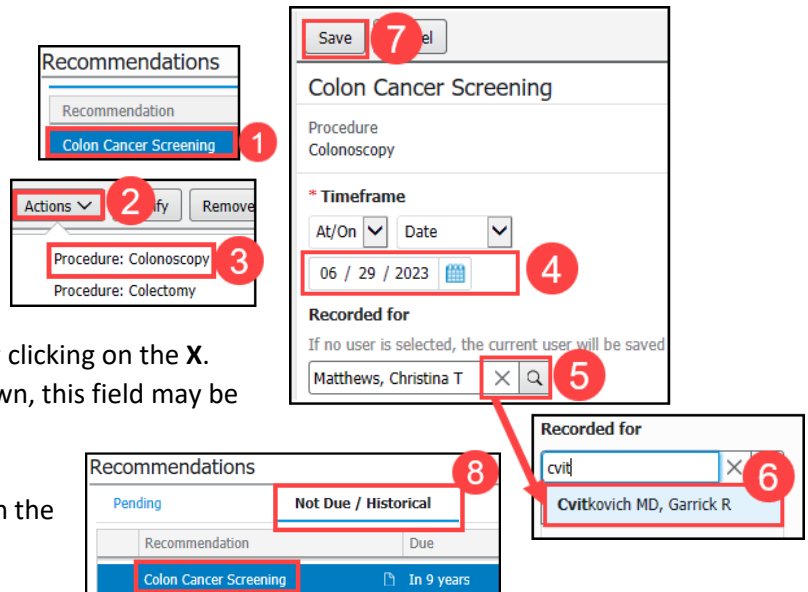 Recommendations
Recommendation
Colon Cancer Screening
1
Actions
2
fy
Remove
Procedure: Colonoscopy
3
Procedure: Colectomy
clicking on the X.
wn, this field may be
n the
Save
7
el
Colon Cancer Screening
Procedure
Colonoscopy
* Timeframe
At/On
Date
06 / 29 / 2023
4
Recorded for
If no user is selected, the current user will be saved
Matthews, Christina T
5
Recorded for
cvit
6
Cvitkovich MD, Garrick R
Recommendations
8
Pending
Not Due / Historical
Recommendation
Due
Colon Cancer Screening
In 9 years